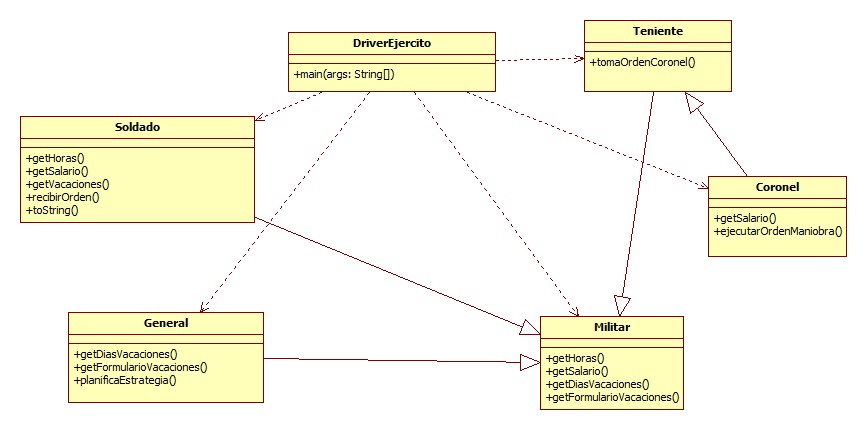 DriverEjercito
+main(args: String[])
Teniente
+tomaOrdenCoronel()
Soldado
+getHoras()
+getSalario()
+getVacaciones()
+recibirOrden()
+toString()
Coronel
+getSalario()
+ejecutarOrdenManiobra()
General
+getDiasVacaciones()
+getFormularioVacaciones()
+planificaEstrategia()
Militar
+getHoras()
+getSalario()
+getDiasVacaciones()
+getFormularioVacaciones()